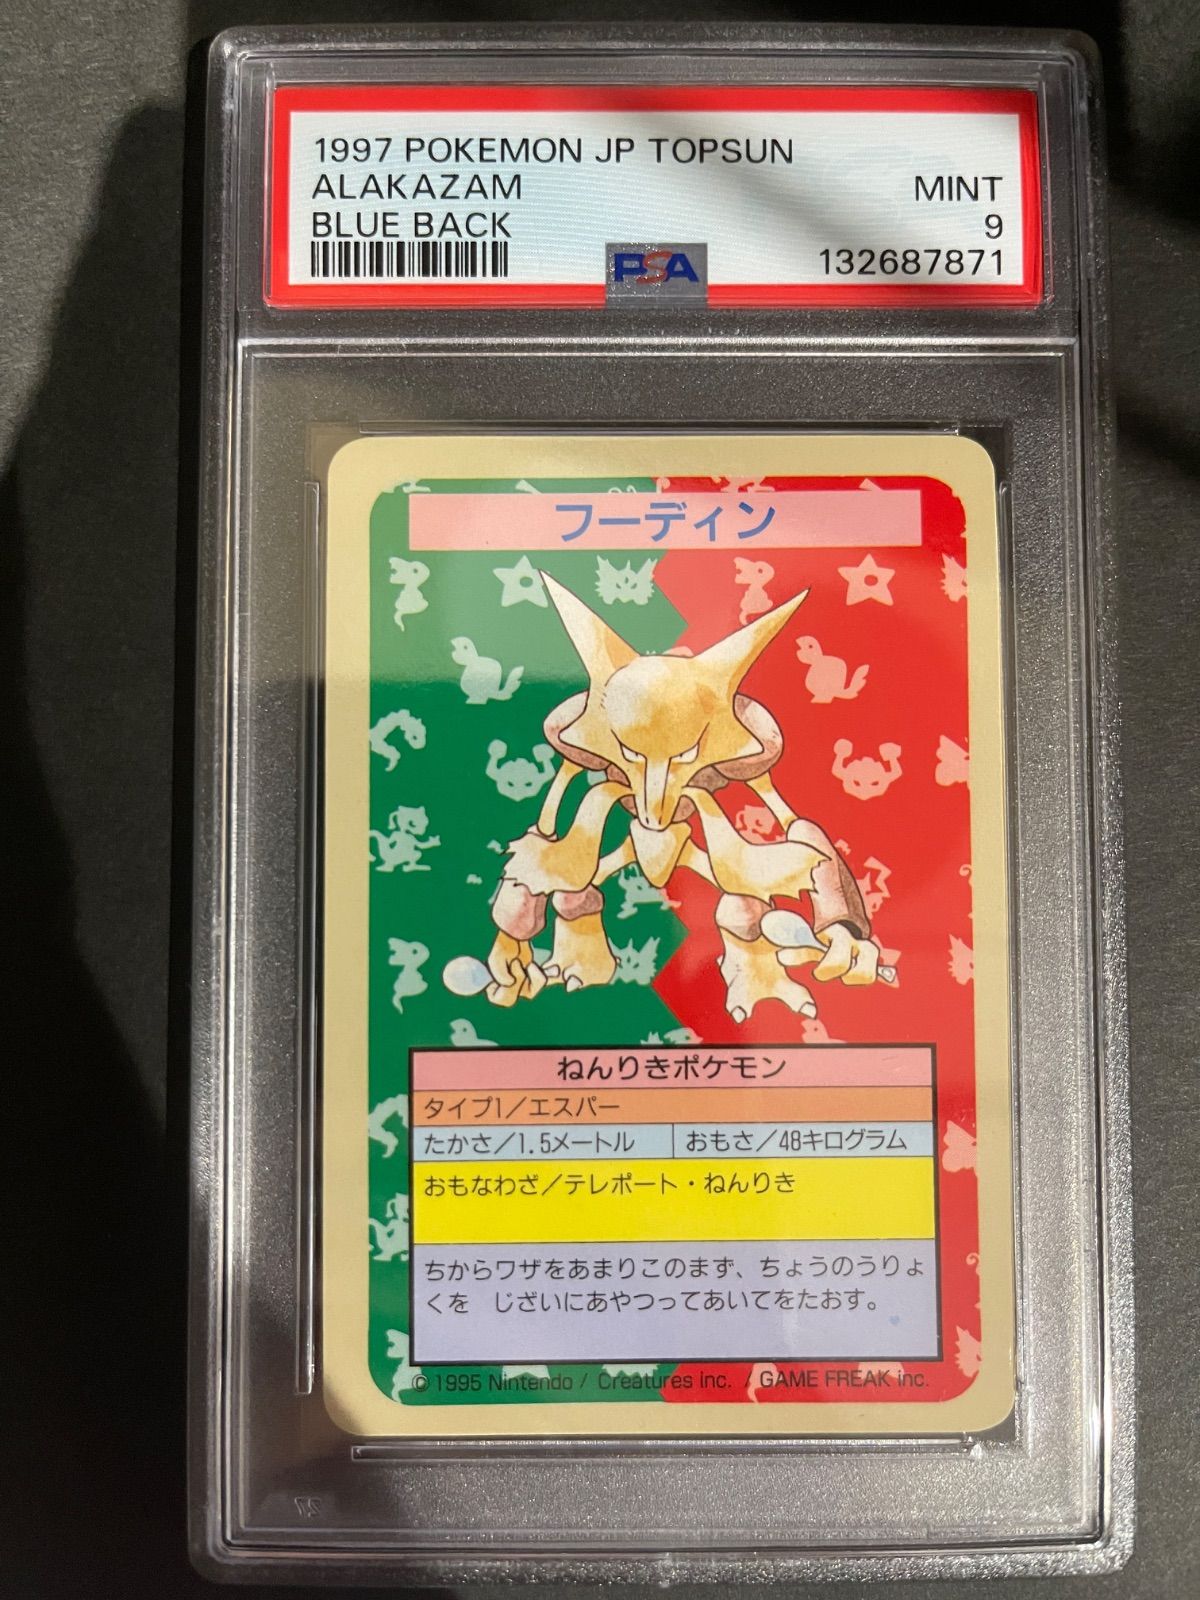 1997 POKEMON JP TOPSUN
ALAKAZAM
MINT
BLUE BACK
9
PSA
132687871
フーディン
ねんりきポケモン
タイプ1／エスパー
たかさ／1.5メートル
おもさ／48キログラム
おもなわざ／テレポート・ねんりき
ちからワザをあまりこのまず、ちょうのうりょ
くを　じざいにあやつってあいてをたおす。
© 1995 Nintendo / Creatures inc. / GAME FREAK inc.
27